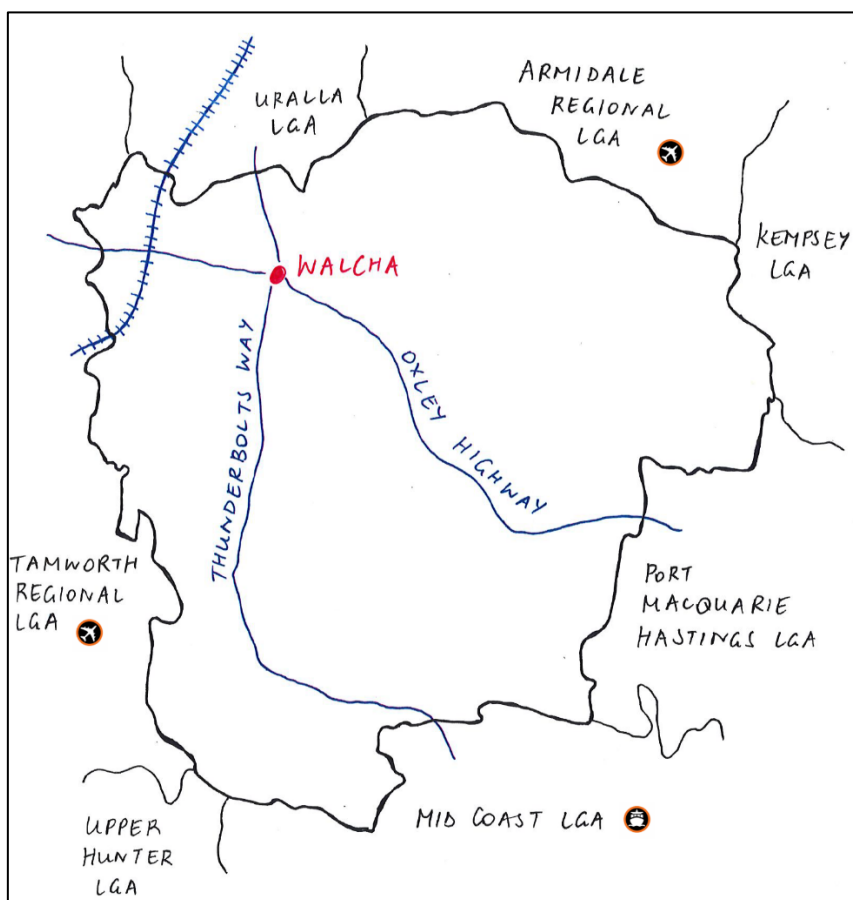 ARMIDALE
REGIONAL
LGA
URALLA
LGA
KEMPSEY
LGA
WALCHA
THUNDERBOLTS WAY
OXLEY HIGHWAY
TAMWORTH
REGIONAL
LGA
PORT
MACQUARIE
HASTINGS LGA
MID COAST LGA
UPPER
HUNTER
LGA